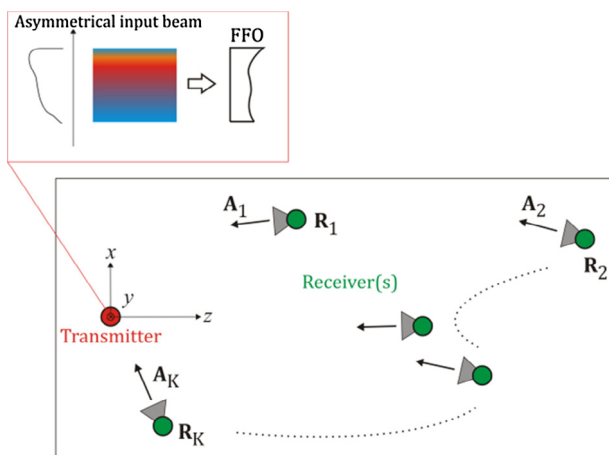 Asymmetrical input beam
FFO
A1
R1
A2
R2
x
y
z
Transmitter
Receiver(s)
AK
RK